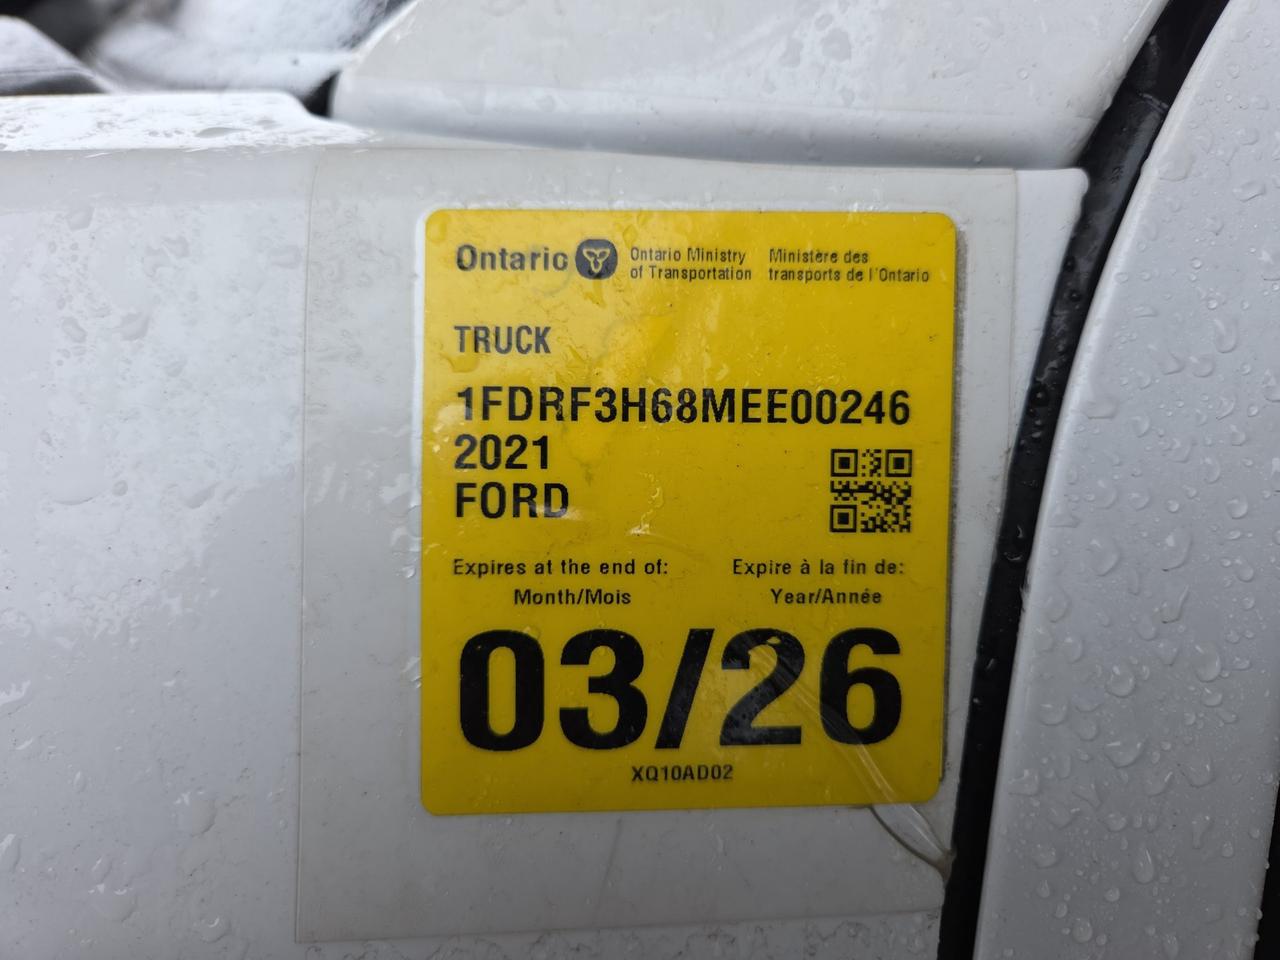 Ontario
Ontario Ministry
of Transportation
Ministère des
transports de l'Ontario
TRUCK
1FDRF3H68MEE00246
2021
FORD
Expires at the end of:
Expire à la fin de:
Month/Mois
Year/Année
03/26
XQ10AD02